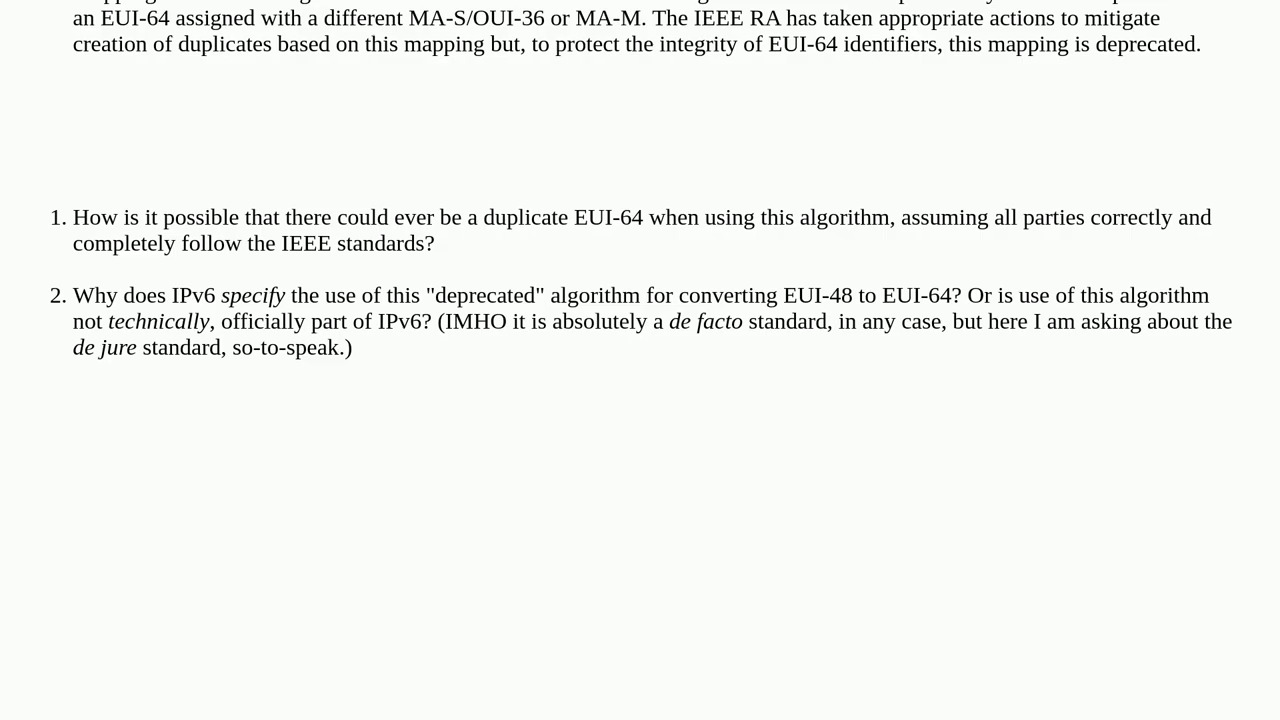 an EUI-64 assigned with a different MA-S/OUI-36 or MA-M. The IEEE RA has taken appropriate actions to mitigate
creation of duplicates based on this mapping but, to protect the integrity of EUI-64 identifiers, this mapping is deprecated.
1. How is it possible that there could ever be a duplicate EUI-64 when using this algorithm, assuming all parties correctly and
completely follow the IEEE standards?
2. Why does IPv6 specify the use of this "deprecated" algorithm for converting EUI-48 to EUI-64? Or is use of this algorithm
not technically, officially part of IPv6? (IMHO it is absolutely a de facto standard, in any case, but here I am asking about the
de jure standard, so-to-speak.)